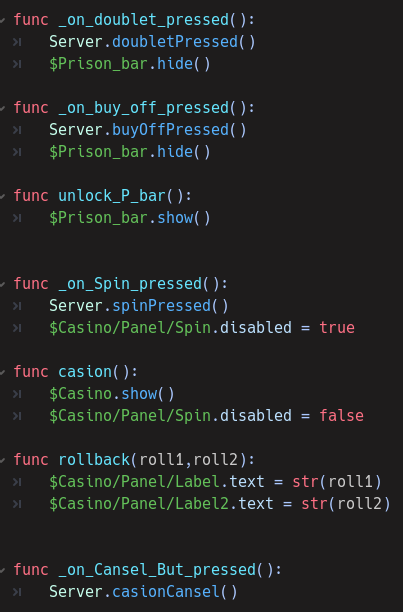 func _on_doublet_pressed():
Server.doubletPressed()
$Prison_bar.hide()
func _on_buy_off_pressed():
Server.buyOffPressed()
$Prison_bar.hide()
func unlock_P_bar():
$Prison_bar.show()
func _on_Spin_pressed():
Server.spinPressed()
$Casino/Panel/Spin.disabled = true
func casion():
$Casino.show()
$Casino/Panel/Spin.disabled = false
func rollback(roll1,roll2):
$Casino/Panel/Label.text = str(roll1)
$Casino/Panel/Label2.text = str(roll2)
func _on_Cansel_But_pressed():
Server.casionCansel()